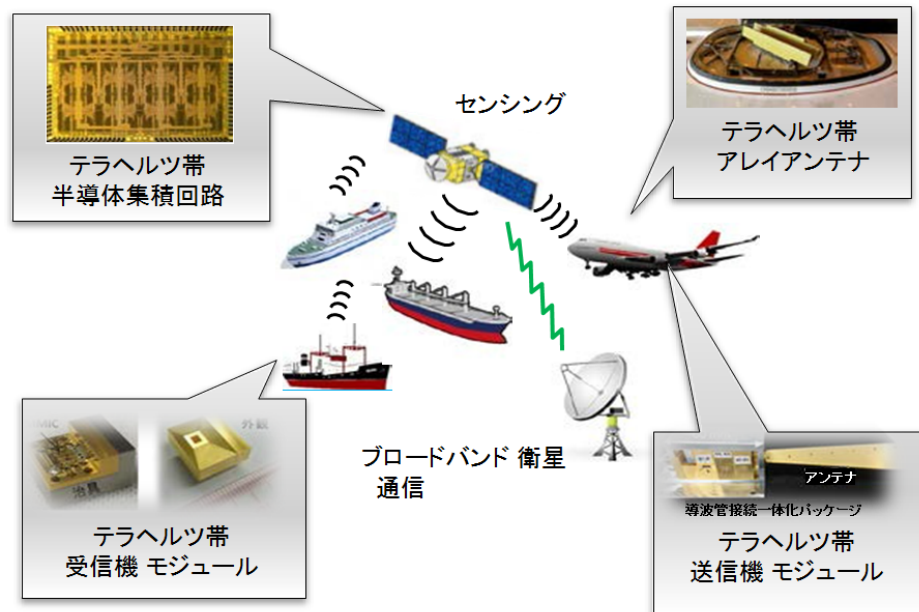 テラヘルツ帯
半導体集積回路
センシング
テラヘルツ帯
アレイアンテナ
MIC
治具
外観
テラヘルツ帯
受信機 モジュール
ブロードバンド 衛星
通信
アンテナ
導波管接続一体化パッケージ
テラヘルツ帯
送信機 モジュール